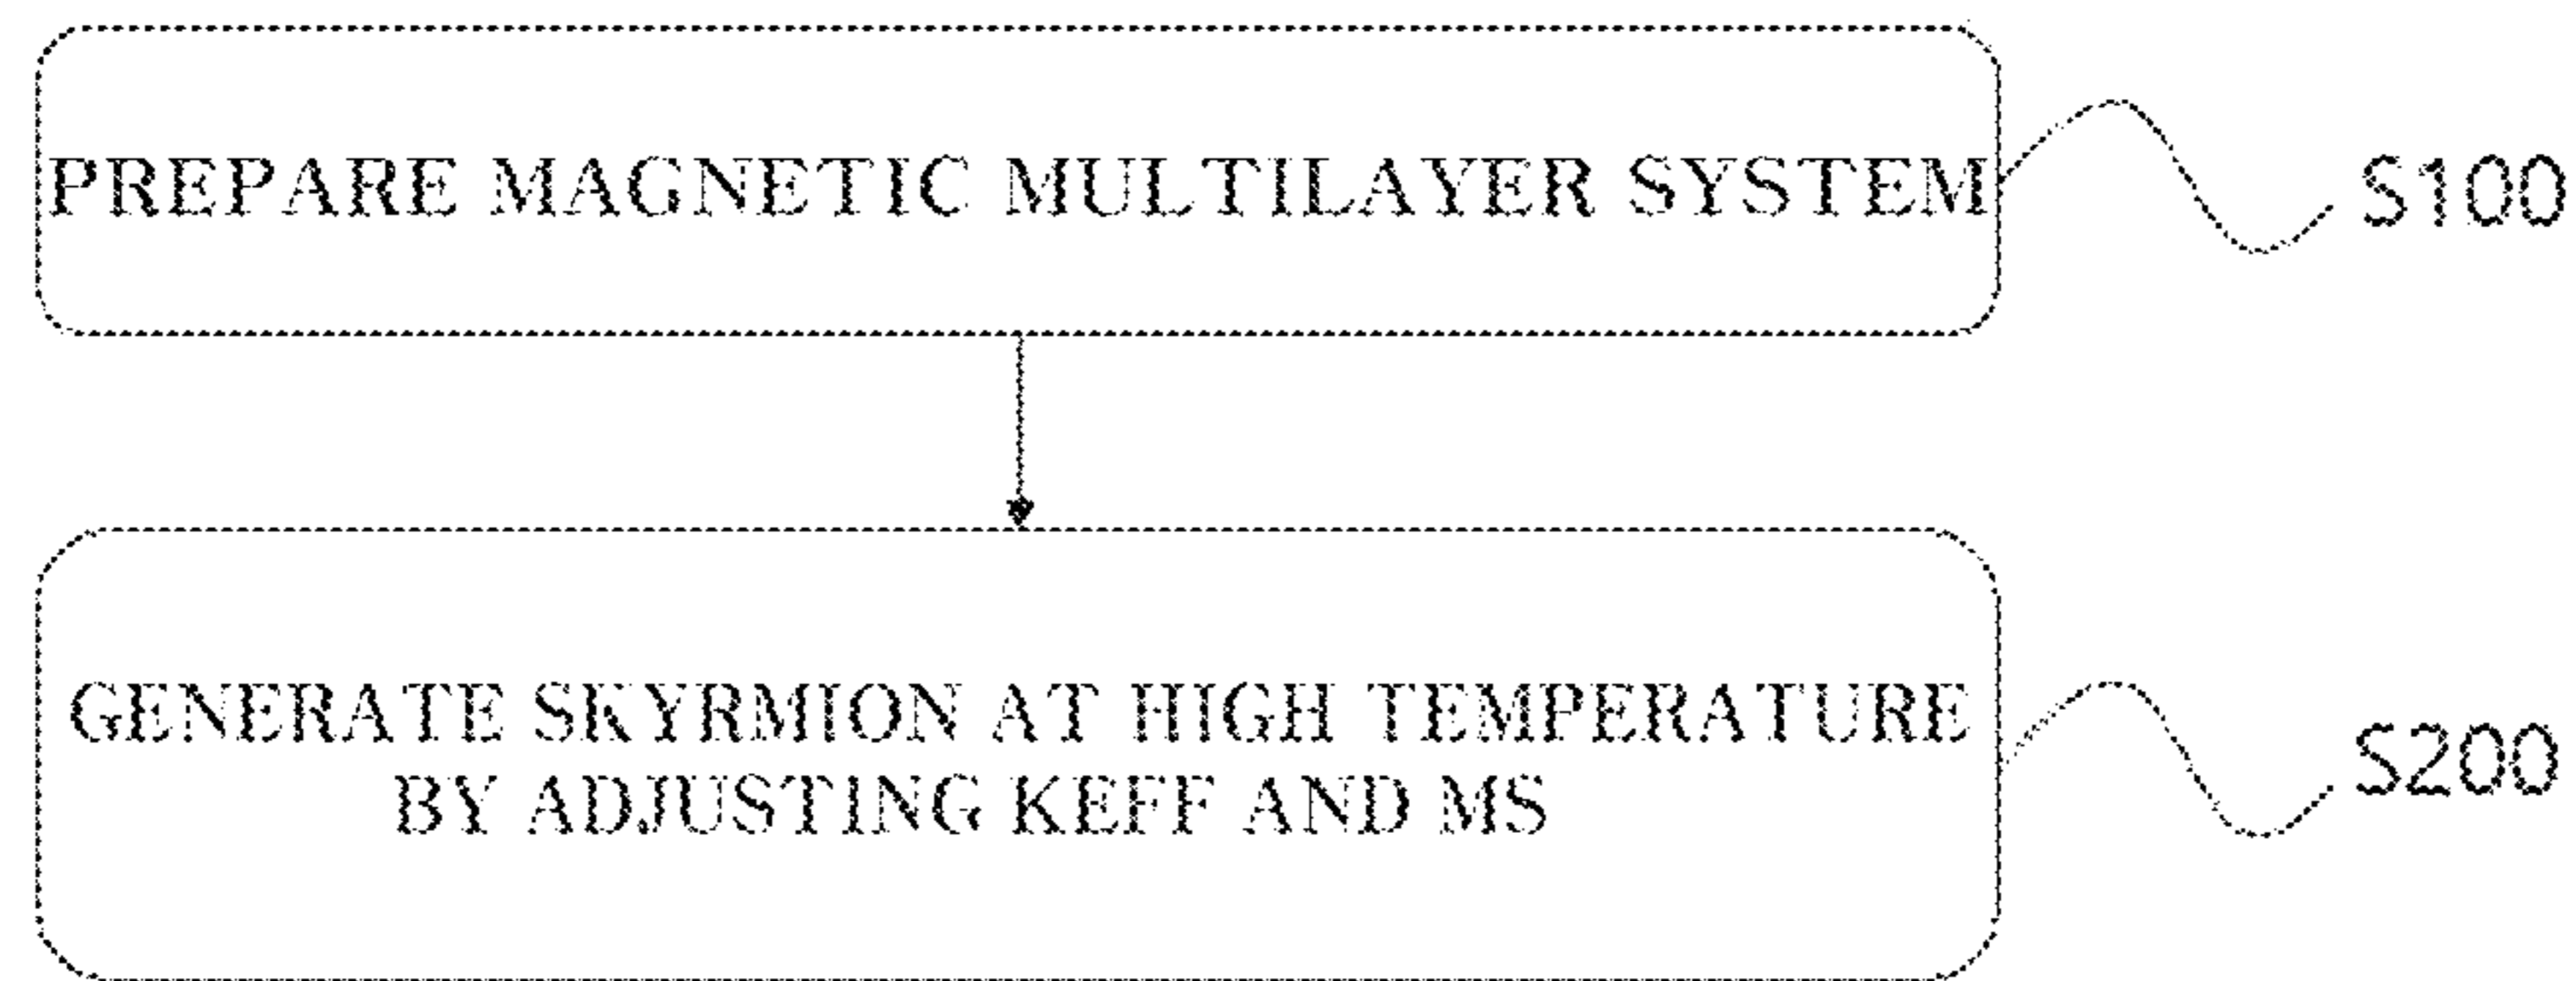 PREPARE MAGNETIC MULTILAYER SYSTEM
S100
GENERATE SKYRMION AT HIGH TEMPERATURE
BY ADJUSTING KEFF AND MS
S200